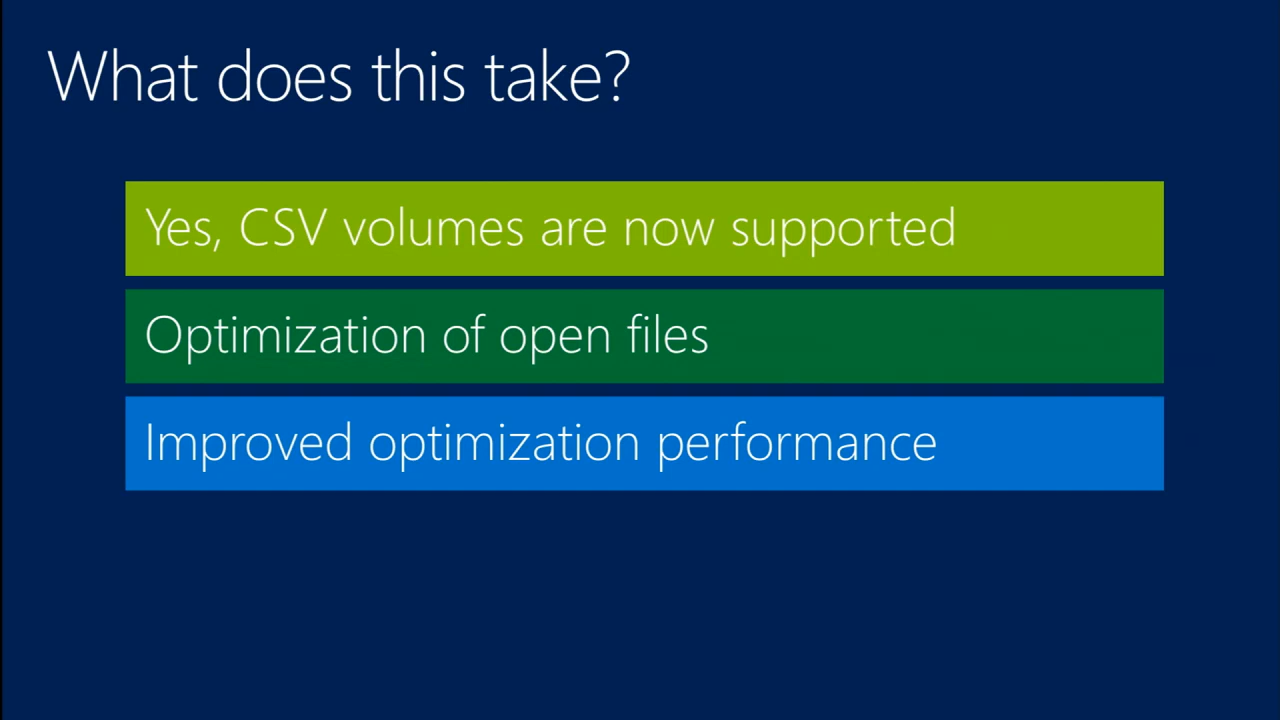 What does this take?
Yes, CSV volumes are now supported
Optimization of open files
Improved optimization performance